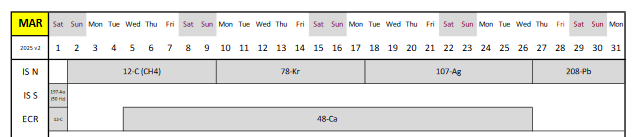 MAR Sat Sun Mon Tue Wed Thu Fri Sat Sun Mon Tue Wed Thu Fri Sat Sun Mon Tue Wed Thu Fri Sat Sun Mon Tue Wed Thu Fri Sat Sun Mon
2025 v2 1 2 3 4 5 6 7 8 9 10 11 12 13 14 15 16 17 18 19 20 21 22 23 24 25 26 27 28 29 30 31
IS N 12-C (CH4) 78-Kr 107-Ag 208-Pb
IS S 197-Au
(50 Hz)
ECR 12-C 48-Ca